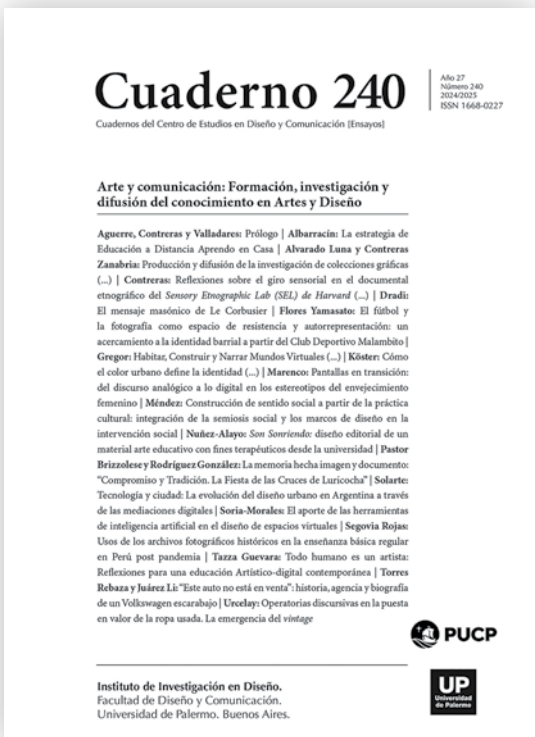 Cuaderno 240
Año 27
Número 240
2024/2025
ISSN 1668-0227
Cuadernos del Centro de Estudios en Diseño y Comunicación [Ensayos]
Arte y comunicación: Formación, investigación y
difusión del conocimiento en Artes y Diseño
Aguerre, Contreras y Valladares: Prólogo | Albarracín: La estrategia de
Educación a Distancia Aprendo en Casa | Alvarado Luna y Contreras
Zanabria: Producción y difusión de la investigación de colecciones gráficas
(...) | Contreras: Reflexiones sobre el giro sensorial en el documental
etnográfico del Sensory Etnographic Lab (SEL) de Harvard (...) | Dradi:
El mensaje masónico de Le Corbusier | Flores Yamasato: El fútbol y
la fotografía como espacio de resistencia y autorrepresentación: un
acercamiento a la identidad barrial a partir del Club Deportivo Malambito |
Gregor: Habitar, Construir y Narrar Mundos Virtuales (...) | Köster: Cómo
el color urbano define la identidad (...) | Marenco: Pantallas en transición:
del discurso analógico a lo digital en los estereotipos del envejecimiento
femenino | Méndez: Construcción de sentido social a partir de la práctica
cultural: integración de la semiosis social y los marcos de diseño en la
intervención social | Nuñez-Alayo: Son Sonriendo: diseño editorial de un
material arte educativo con fines terapéuticos desde la universidad | Pastor
Brizzolese y Rodríguez González: La memoria hecha imagen y documento:
"Compromiso y Tradición. La Fiesta de las Cruces de Luricocha" | Solarte:
Tecnología y ciudad: La evolución del diseño urbano en Argentina a través
de las mediaciones digitales | Soria-Morales: El aporte de las herramientas
de inteligencia artificial en el diseño de espacios virtuales | Segovia Rojas:
Usos de los archivos fotográficos históricos en la enseñanza básica regular
en Perú post pandemia | Tazza Guevara: Todo humano es un artista:
Reflexiones para una educación Artístico-digital contemporánea | Torres
Rebaza y Juárez Li: "Este auto no está en venta": historia, agencia y biografía
de un Volkswagen escarabajo | Urcelay: Operatorias discursivas en la puesta
en valor de la ropa usada. La emergencia del vintage
PUCP
Instituto de Investigación en Diseño.
Facultad de Diseño y Comunicación.
Universidad de Palermo. Buenos Aires.
UP
Universidad
de Palermo